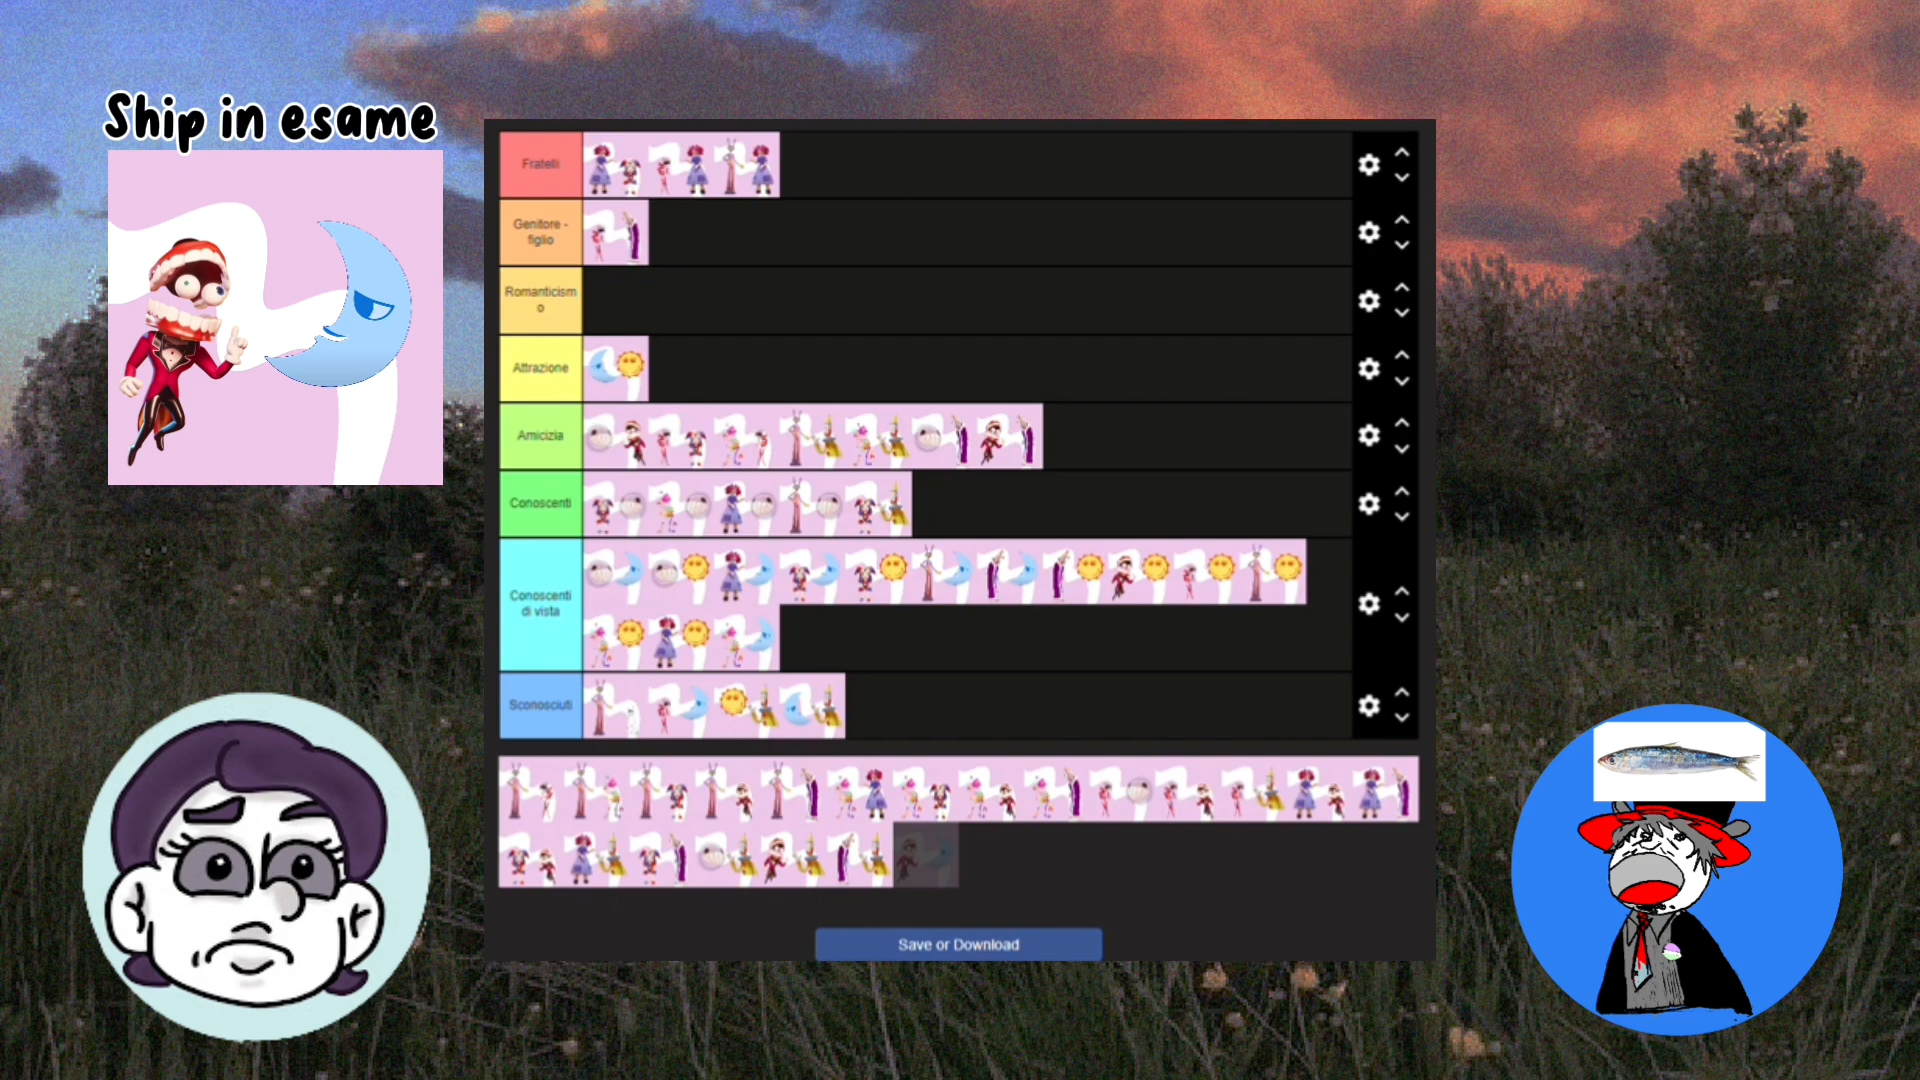 Ship in esame
Fratelli
Genitore -
figlio
Romanticism
o
Attrazione
Amicizia
Conoscenti
Conoscenti
di vista
Sconosciuti
Save or Download